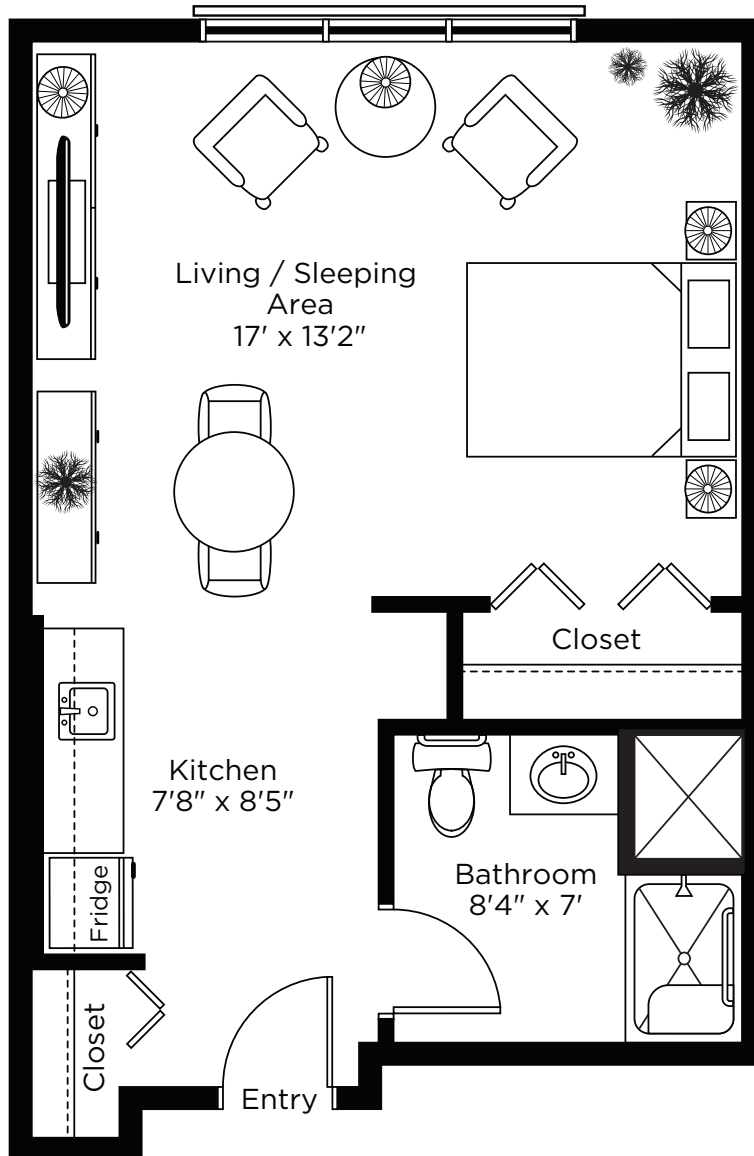 Living / Sleeping
Area
17' x 13'2"
Closet
Kitchen
7'8" x 8'5"
Bathroom
8'4" x 7'
Fridge
Closet
Entry